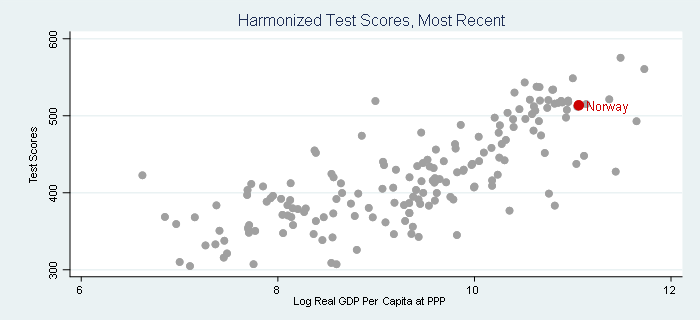 Harmonized Test Scores, Most Recent
600
500
400
300
Test Scores
Norway
6
8
10
12
Log Real GDP Per Capita at PPP